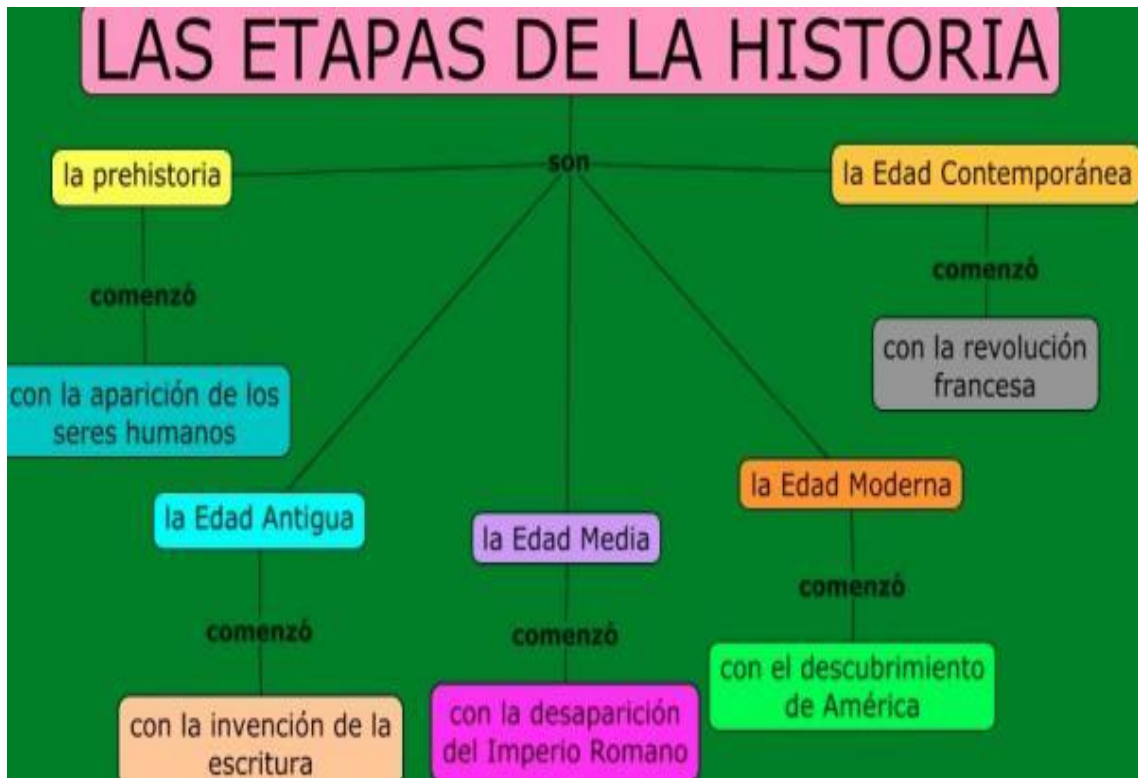 LAS ETAPAS DE LA HISTORIA
son
la prehistoria
comenzó
con la aparición de los
seres humanos
la Edad Antigua
comenzó
con la invención de la
escritura
la Edad Media
comenzó
con la desaparición
del Imperio Romano
la Edad Moderna
comenzó
con el descubrimiento
de América
la Edad Contemporánea
comenzó
con la revolución
francesa